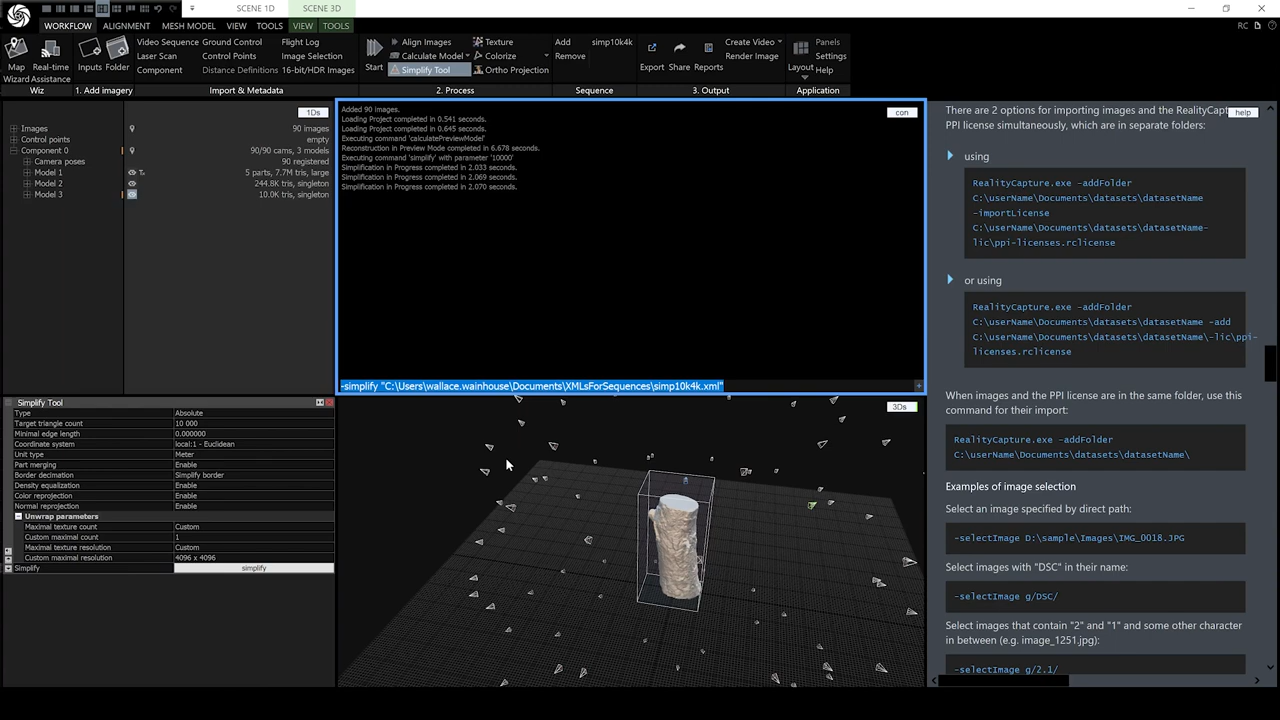 SCENE 1D
SCENE 3D
WORKFLOW
ALIGNMENT
MESH MODEL
VIEW
TOOLS
VIEW
TOOLS
RC
Map
Wizard
Real-time
Assistance
Inputs
Folder
Video Sequence
Laser Scan
Component
Ground Control
Control Points
Distance Definitions
Flight Log
Image Selection
16-bit/HDR Images
Start
Align Images
Calculate Model
Simplify Tool
Texture
Colorize
Ortho Projection
Add
Remove
simp10k4k
Export
Share
Reports
Create Video
Render Image
Layout
Panels
Settings
Help
Wiz
1. Add imagery
Import & Metadata
2. Process
Sequence
3. Output
Application
1Ds
Images
90 images
Control points
empty
Component 0
90/90 cams, 3 models
Camera poses
90 registered
Model 1
5 parts, 7.7M tris, large
Model 2
244.8K tris, singleton
Model 3
10.0K tris, singleton
con
Added 90 images.
Loading Project completed in 0.541 seconds.
Loading Project completed in 0.645 seconds.
Executing command 'calculatePreviewModel'
Reconstruction in Preview Mode completed in 6.678 seconds.
Executing command 'simplify' with parameter '10000'
Simplification in Progress completed in 2.033 seconds.
Simplification in Progress completed in 2.069 seconds.
Simplification in Progress completed in 2.070 seconds.
-simplify "C:\Users\wallace.wainhouse\Documents\XMLsForSequences\simp10k4k.xml"
Simplify Tool
Type Absolute
Target triangle count 10 000
Minimal edge length 0.000000
Coordinate system local:1 - Euclidean
Unit type Meter
Part merging Enable
Border decimation Simplify border
Density equalization Enable
Color reprojection Enable
Normal reprojection Enable
Unwrap parameters
Maximal texture count Custom
Custom maximal count 1
Maximal texture resolution Custom
Custom maximal resolution 4096 x 4096
Simplify simplify
3Ds
help
There are 2 options for importing images and the RealityCapt
PPI license simultaneously, which are in separate folders:
using
RealityCapture.exe -addFolder
C:\userName\Documents\datasets\datasetName
-importLicense
C:\userName\Documents\datasets\datasetName-
lic\ppi-licenses.rclicense
or using
RealityCapture.exe -addFolder
C:\userName\Documents\datasets\datasetName -add
C:\userName\Documents\datasets\datasetName\-lic\ppi-
licenses.rclicense
When images and the PPI license are in the same folder, use this
command for their import:
RealityCapture.exe -addFolder
C:\userName\Documents\datasets\datasetName\
Examples of image selection
Select an image specified by direct path:
-selectImage D:\sample\Images\IMG_0018.JPG
Select images with "DSC" in their name:
-selectImage g/DSC/
Select images that contain "2" and "1" and some other character
in between (e.g. image_1251.jpg):
-selectImage g/2.1/